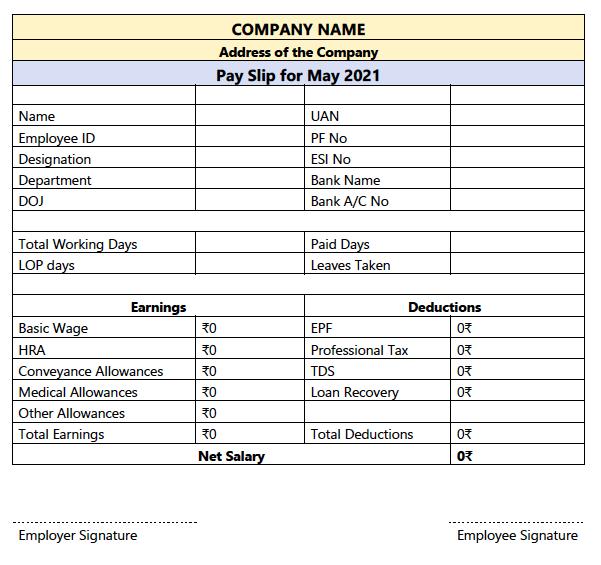 COMPANY NAME
Address of the Company
Pay Slip for May 2021
Name UAN
Employee ID PF No
Designation ESI No
Department Bank Name
DOJ Bank A/C No
Total Working Days Paid Days
LOP days Leaves Taken
Earnings Deductions
Basic Wage ₹0 EPF 0₹
HRA ₹0 Professional Tax 0₹
Conveyance Allowances ₹0 TDS 0₹
Medical Allowances ₹0 Loan Recovery 0₹
Other Allowances ₹0
Total Earnings ₹0 Total Deductions 0₹
Net Salary 0₹
Employer Signature Employee Signature